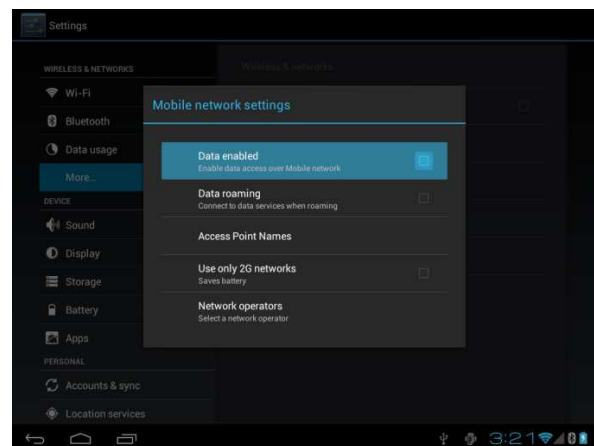 Settings
WIRELESS & NETWORKS
Wireless & networks
Wi-Fi
Bluetooth
Data usage
More...
DEVICE
Sound
Display
Storage
Battery
Apps
PERSONAL
Accounts & sync
Location services
Mobile network settings
Data enabled
Enable data access over Mobile network
Data roaming
Connect to data services when roaming
Access Point Names
Use only 2G networks
Saves battery
Network operators
Select a network operator
3:21